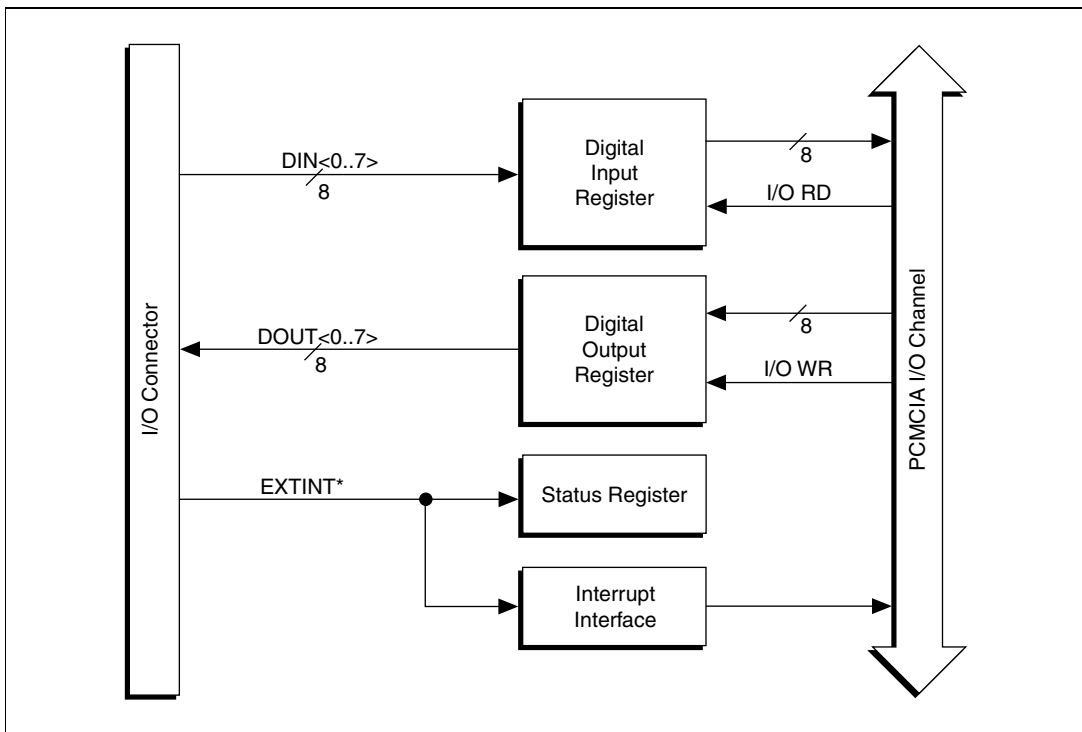 I/O Connector
DIN<0..7>
8
Digital
Input
Register
8
I/O RD
DOUT<0..7>
8
Digital
Output
Register
8
I/O WR
EXTINT*
Status Register
Interrupt
Interface
PCMCIA I/O Channel